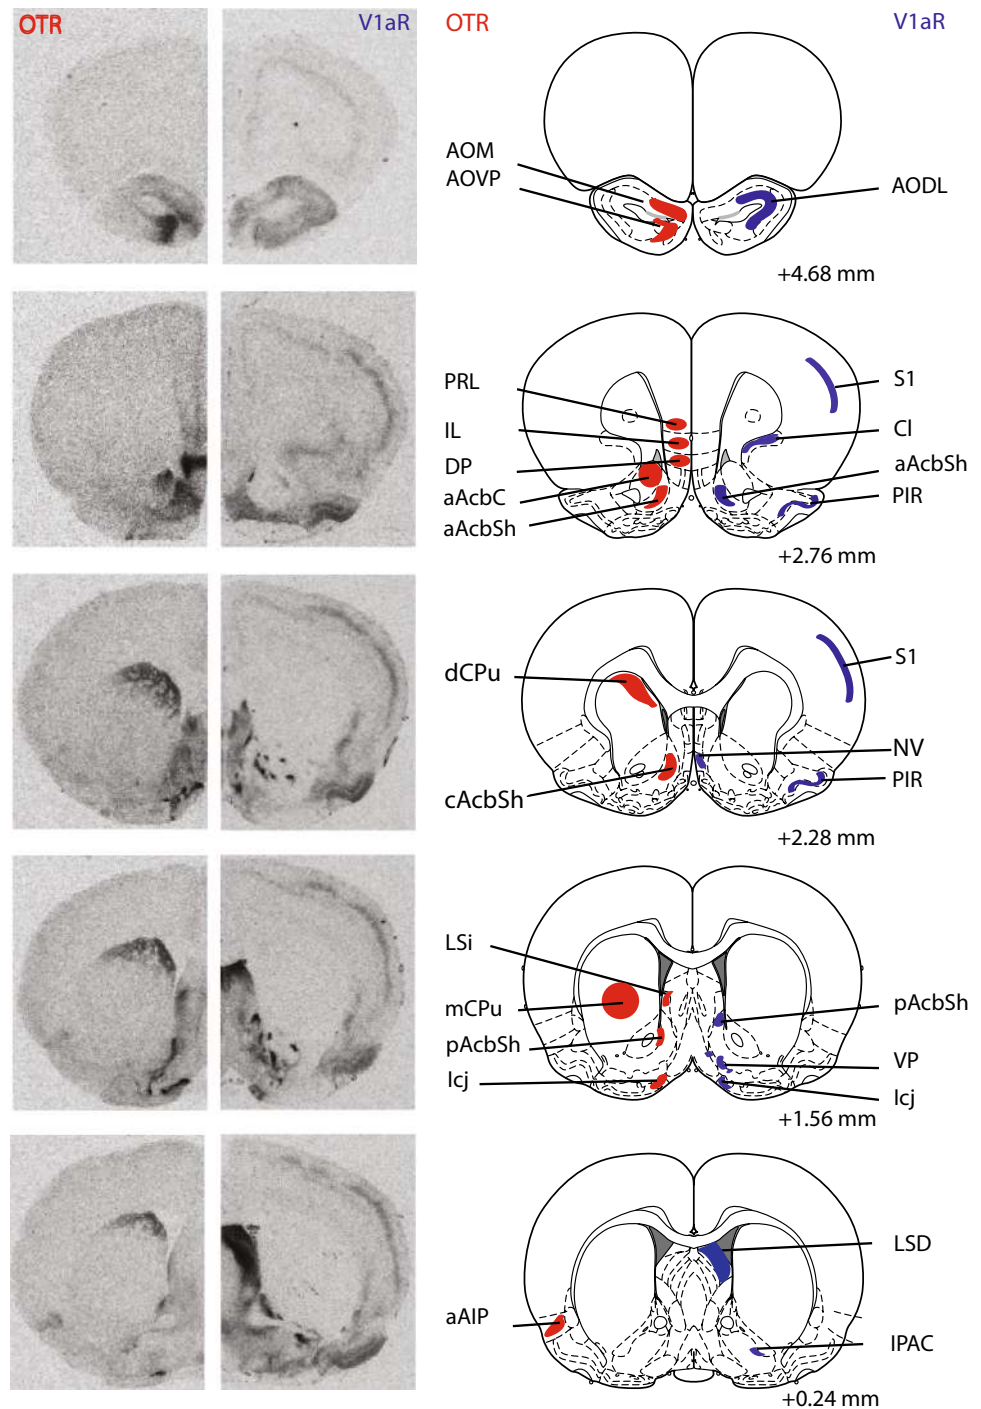 OTR V1aR OTR V1aR
AOM
AOVP
AODL
+4.68 mm
PRL
IL
DP
aAcbC
aAcbSh
S1
Cl
aAcbSh
PIR
+2.76 mm
dCPu
cAcbSh
S1
NV
PIR
+2.28 mm
LSi
mCPu
pAcbSh
Icj
pAcbSh
VP
Icj
+1.56 mm
aAIP
LSD
IPAC
+0.24 mm